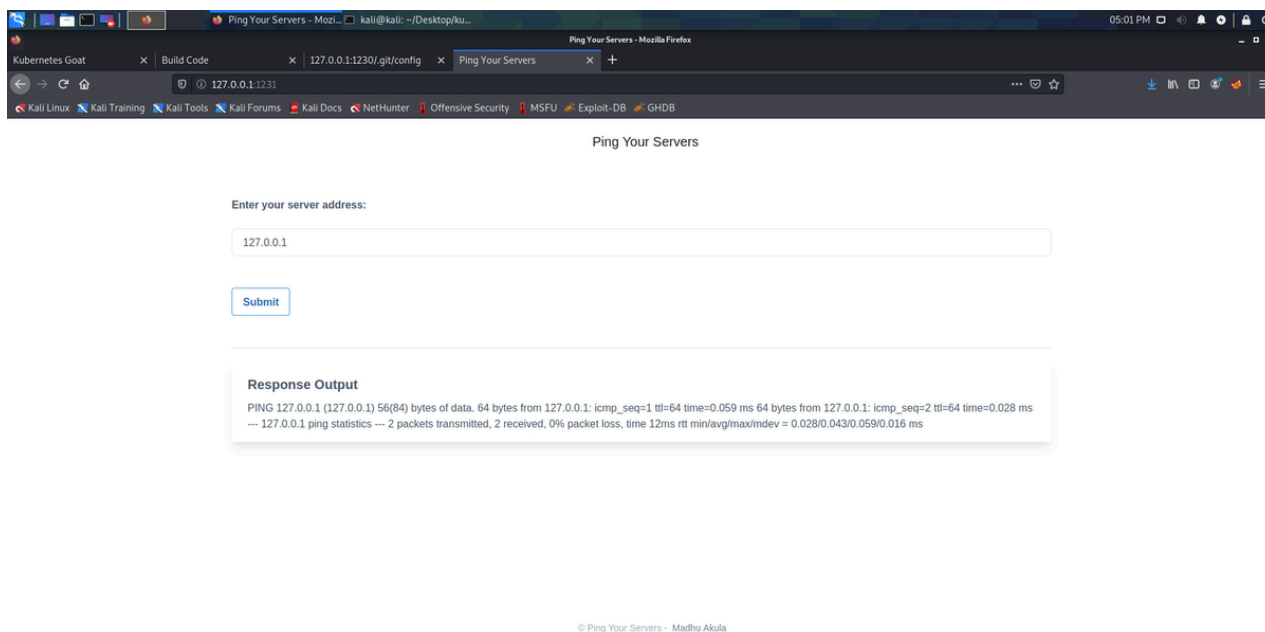 Ping Your Servers - Mozi... kali@kali: ~/Desktop/ku... 05:01 PM
Ping Your Servers - Mozilla Firefox
Kubernetes Goat Build Code 127.0.0.1:1230/.git/config Ping Your Servers
127.0.0.1:1231
Kali Linux Kali Training Kali Tools Kali Forums Kali Docs NetHunter Offensive Security MSFU Exploit-DB GHDB
Ping Your Servers
Enter your server address:
127.0.0.1
Submit
Response Output
PING 127.0.0.1 (127.0.0.1) 56(84) bytes of data. 64 bytes from 127.0.0.1: icmp_seq=1 ttl=64 time=0.059 ms 64 bytes from 127.0.0.1: icmp_seq=2 ttl=64 time=0.028 ms
--- 127.0.0.1 ping statistics --- 2 packets transmitted, 2 received, 0% packet loss, time 12ms rtt min/avg/max/mdev = 0.028/0.043/0.059/0.016 ms
© Ping Your Servers - Madhu Akula